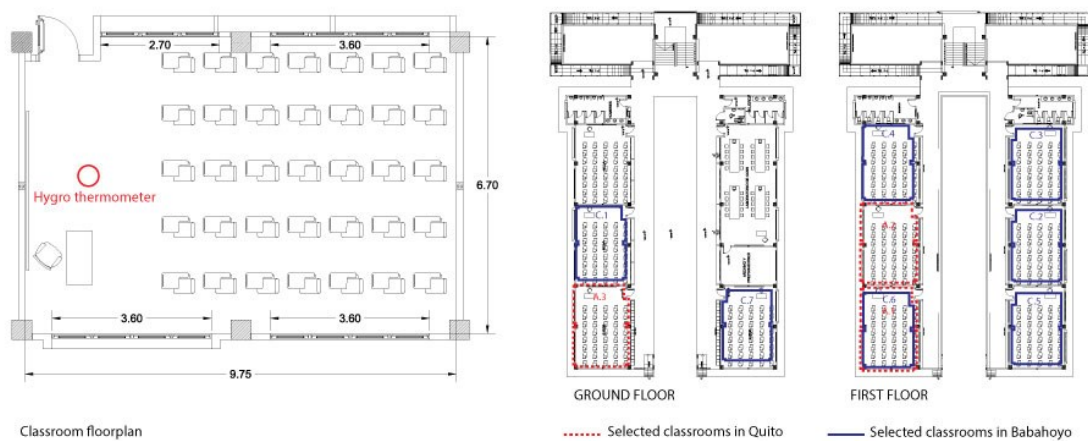 2.70
3.60
6.70
Hygro thermometer
3.60
3.60
9.75
Classroom floorplan
C.1
A.3
C.7
GROUND FLOOR
C.4
C.3
A.2
C.2
C.6
C.5
FIRST FLOOR
Selected classrooms in Quito
Selected classrooms in Babahoyo